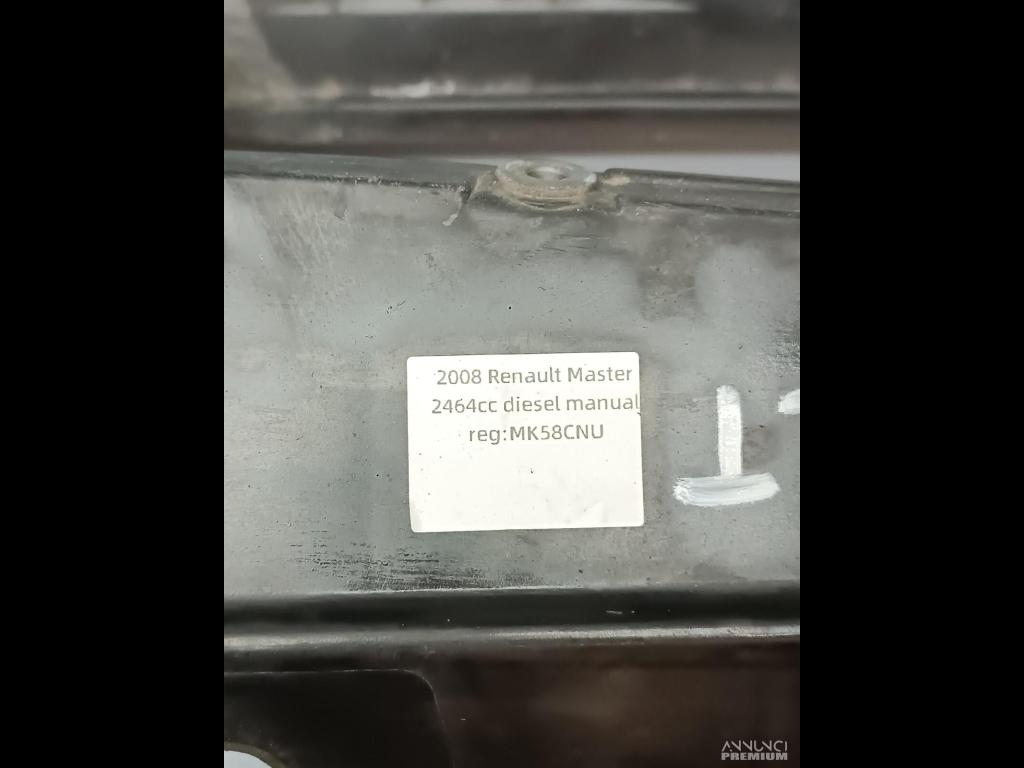 2008 Renault Master
2464cc diesel manual
reg:MK58CNU
ANNUNCI
PREMIUM